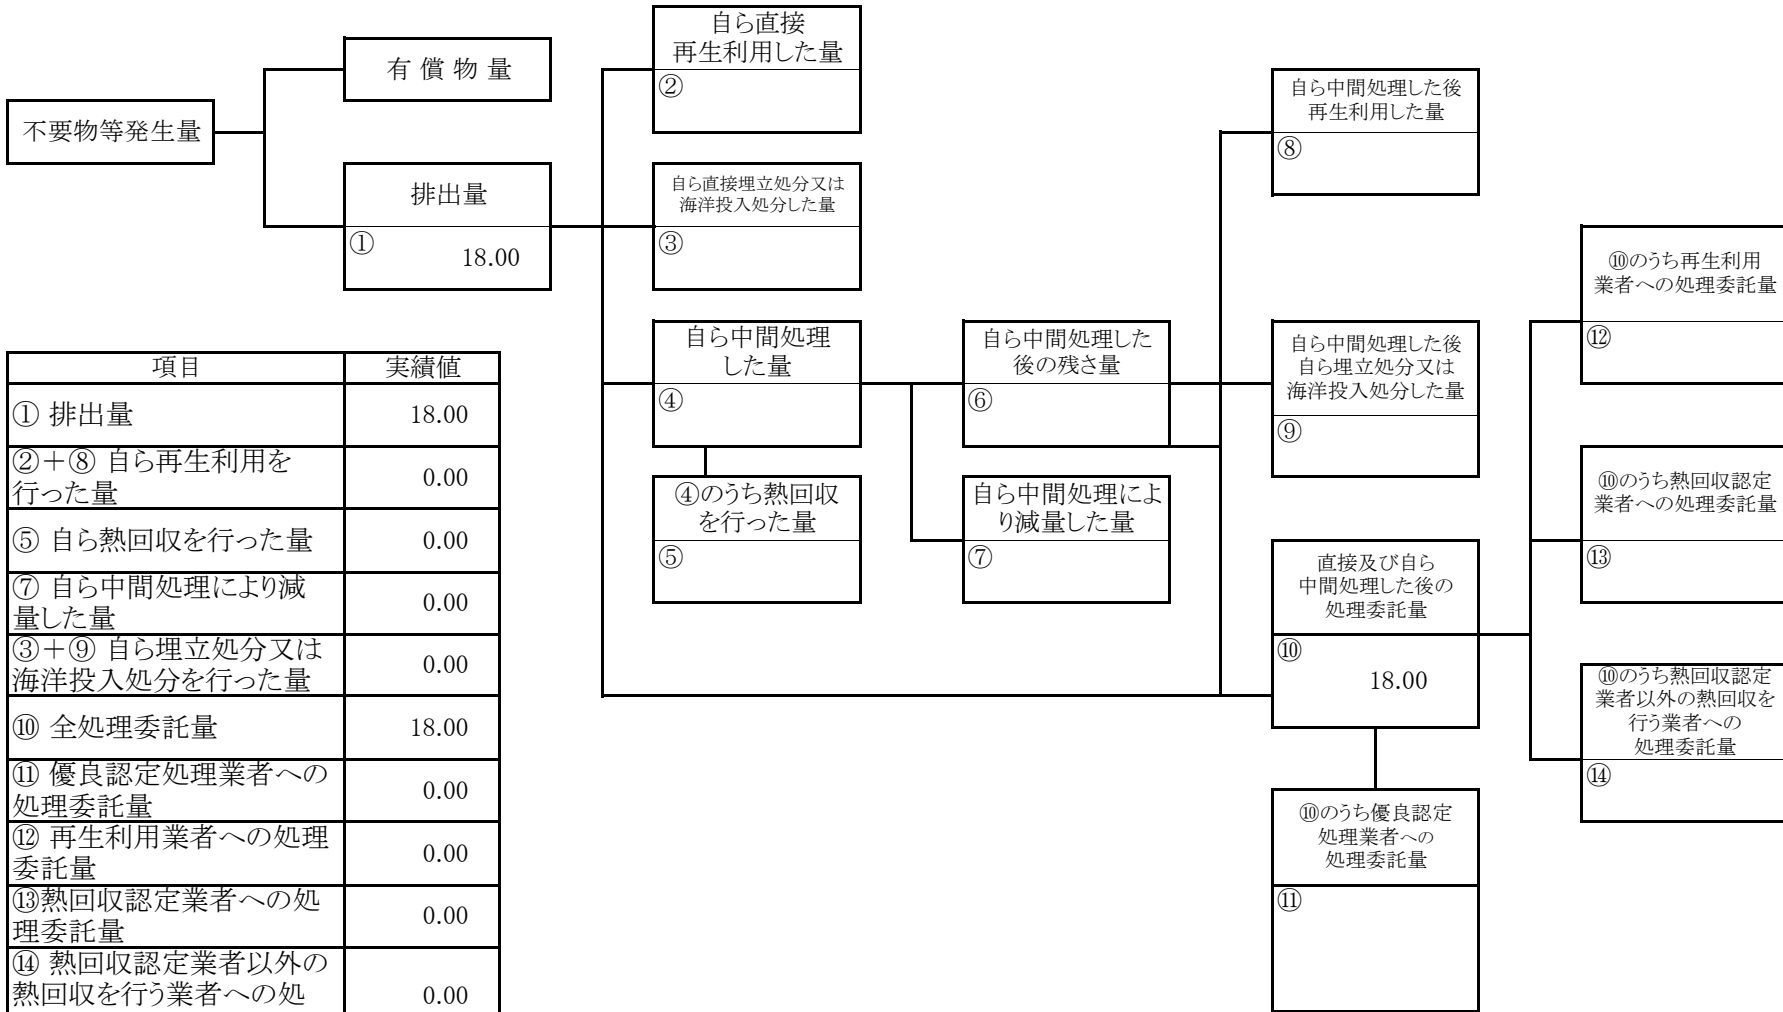 不要物等発生量
有 償 物 量
排出量
①
18.00
自ら直接
再生利用した量
②
自ら直接埋立処分又は
海洋投入処分した量
③
自ら中間処理
した量
④
④のうち熱回収
を行った量
⑤
自ら中間処理した
後の残さ量
⑥
自ら中間処理によ
り減量した量
⑦
自ら中間処理した後
再生利用した量
⑧
自ら中間処理した後
自ら埋立処分又は
海洋投入処分した量
⑨
直接及び自ら
中間処理した後の
処理委託量
⑩
18.00
⑩のうち優良認定
処理業者への
処理委託量
⑪
⑩のうち再生利用
業者への処理委託量
⑫
⑩のうち熱回収認定
業者への処理委託量
⑬
⑩のうち熱回収認定
業者以外の熱回収を
行う業者への
処理委託量
⑭
項目 実績値
① 排出量 18.00
②＋⑧ 自ら再生利用を
行った量 0.00
⑤ 自ら熱回収を行った量 0.00
⑦ 自ら中間処理により減
量した量 0.00
③＋⑨ 自ら埋立処分又は
海洋投入処分を行った量 0.00
⑩ 全処理委託量 18.00
⑪ 優良認定処理業者への
処理委託量 0.00
⑫ 再生利用業者への処理
委託量 0.00
⑬熱回収認定業者への処
理委託量 0.00
⑭ 熱回収認定業者以外の
熱回収を行う業者への処 0.00